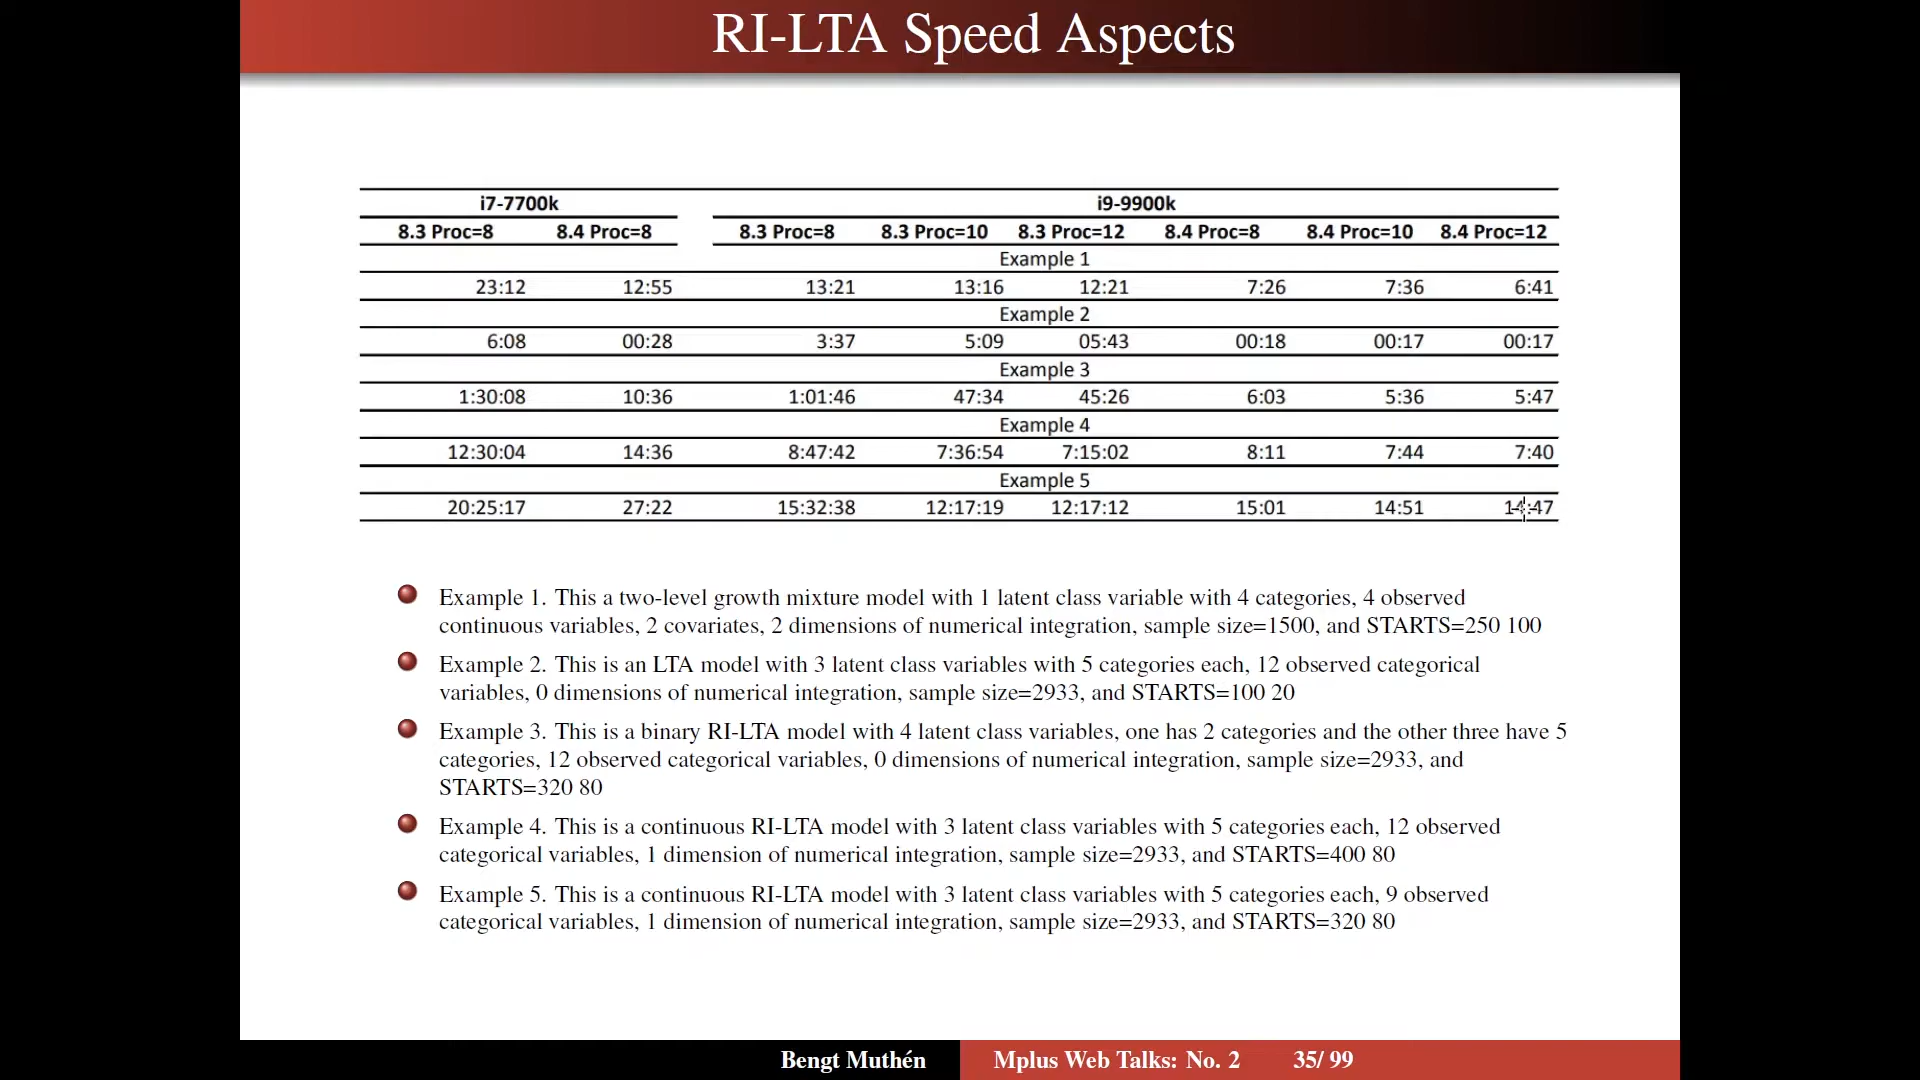 RI-LTA Speed Aspects
i7-7700k i9-9900k
8.3 Proc=8 8.4 Proc=8 8.3 Proc=8 8.3 Proc=10 8.3 Proc=12 8.4 Proc=8 8.4 Proc=10 8.4 Proc=12
Example 1
23:12 12:55 13:21 13:16 12:21 7:26 7:36 6:41
Example 2
6:08 00:28 3:37 5:09 05:43 00:18 00:17 00:17
Example 3
1:30:08 10:36 1:01:46 47:34 45:26 6:03 5:36 5:47
Example 4
12:30:04 14:36 8:47:42 7:36:54 7:15:02 8:11 7:44 7:40
Example 5
20:25:17 27:22 15:32:38 12:17:19 12:17:12 15:01 14:51 14:47
Example 1. This a two-level growth mixture model with 1 latent class variable with 4 categories, 4 observed
continuous variables, 2 covariates, 2 dimensions of numerical integration, sample size=1500, and STARTS=250 100
Example 2. This is an LTA model with 3 latent class variables with 5 categories each, 12 observed categorical
variables, 0 dimensions of numerical integration, sample size=2933, and STARTS=100 20
Example 3. This is a binary RI-LTA model with 4 latent class variables, one has 2 categories and the other three have 5
categories, 12 observed categorical variables, 0 dimensions of numerical integration, sample size=2933, and
STARTS=320 80
Example 4. This is a continuous RI-LTA model with 3 latent class variables with 5 categories each, 12 observed
categorical variables, 1 dimension of numerical integration, sample size=2933, and STARTS=400 80
Example 5. This is a continuous RI-LTA model with 3 latent class variables with 5 categories each, 9 observed
categorical variables, 1 dimension of numerical integration, sample size=2933, and STARTS=320 80
Bengt Muthén Mplus Web Talks: No. 2 35/ 99